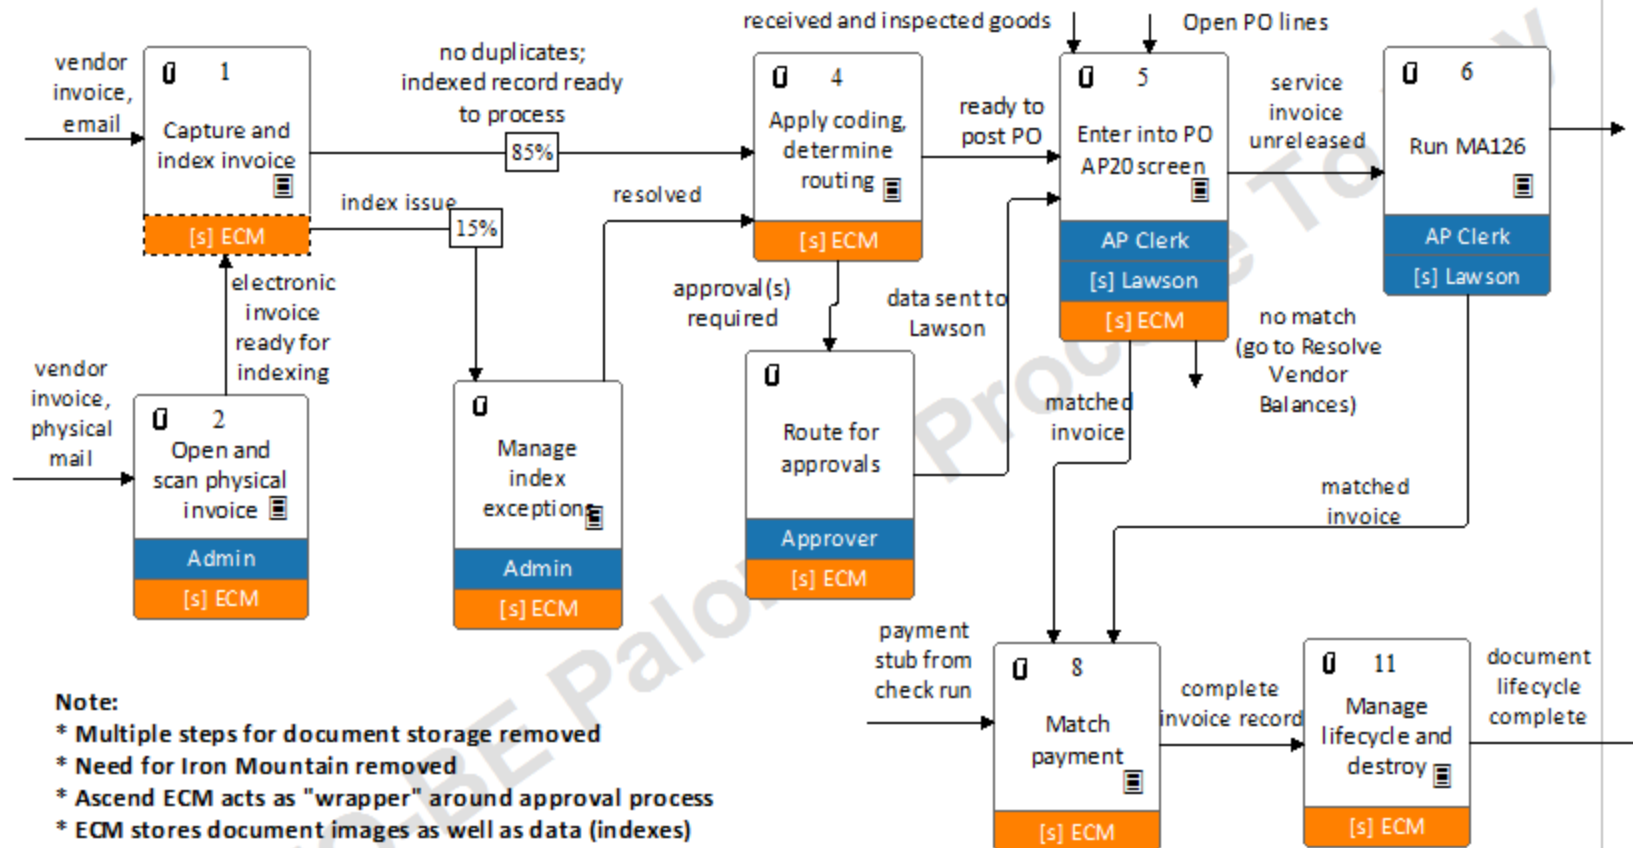 received and inspected goods
Open PO lines
vendor
invoice,
email
1
Capture and
index invoice
[s] ECM
no duplicates;
indexed record ready
to process
85%
index issue
15%
resolved
4
Apply coding,
determine
routing
[s] ECM
ready to
post PO
5
Enter into PO
AP20 screen
AP Clerk
[s] Lawson
[s] ECM
service
invoice
unreleased
6
Run MA126
AP Clerk
[s] Lawson
electronic
invoice
ready for
indexing
vendor
invoice,
physical
mail
2
Open and
scan physical
invoice
Admin
[s] ECM
Manage
index
exceptions
Admin
[s] ECM
approval(s)
required
data sent to
Lawson
Route for
approvals
Approver
[s] ECM
no match
(go to Resolve
Vendor
Balances)
matched
invoice
matched
invoice
payment
stub from
check run
8
Match
payment
[s] ECM
complete
invoice record
11
Manage
lifecycle and
destroy
[s] ECM
document
lifecycle
complete
Note:
* Multiple steps for document storage removed
* Need for Iron Mountain removed
* Ascend ECM acts as "wrapper" around approval process
* ECM stores document images as well as data (indexes)